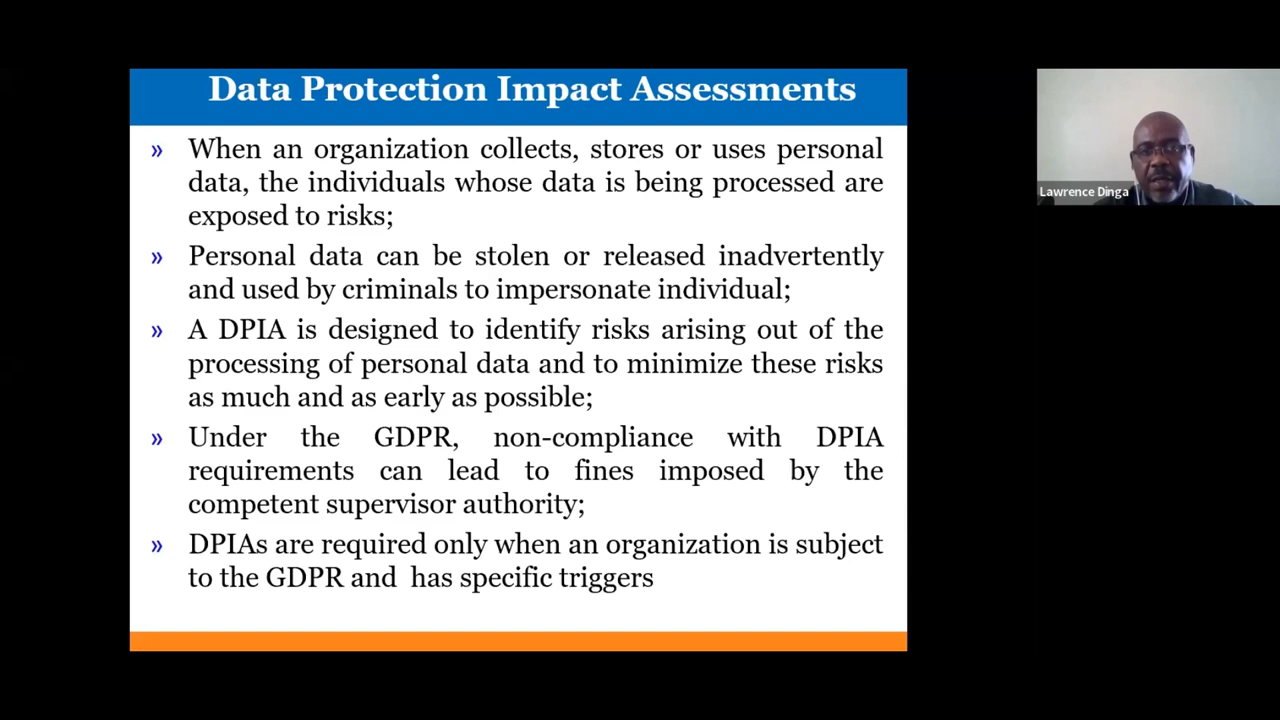 Data Protection Impact Assessments
» When an organization collects, stores or uses personal
data, the individuals whose data is being processed are
exposed to risks;
» Personal data can be stolen or released inadvertently
and used by criminals to impersonate individual;
» A DPIA is designed to identify risks arising out of the
processing of personal data and to minimize these risks
as much and as early as possible;
» Under the GDPR, non-compliance with DPIA
requirements can lead to fines imposed by the
competent supervisor authority;
» DPIAs are required only when an organization is subject
to the GDPR and has specific triggers
Lawrence Dinga